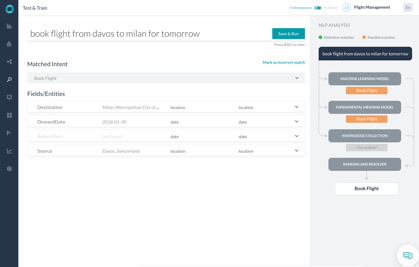 Test & Train
In Development
Flight Management
En
book flight from davos to milan for tomorrow
Save & Run
Press [ESC] to clear
Matched Intent
Mark as incorrect match
Book Flight
Fields/Entities
Destination Milan, Metropolitan City of ... location location
OnwardDate 2018-01-30 date date
ReturnDate date date
Source Davos, Switzerland location location
NLP ANALYSIS
Definitive matches
Possible matches
book flight from davos to milan for tomorrow
MACHINE LEARNING MODEL
Book Flight
FUNDAMENTAL MEANING MODEL
Book Flight
KNOWLEDGE COLLECTION
RANKING AND RESOLVER
Book Flight